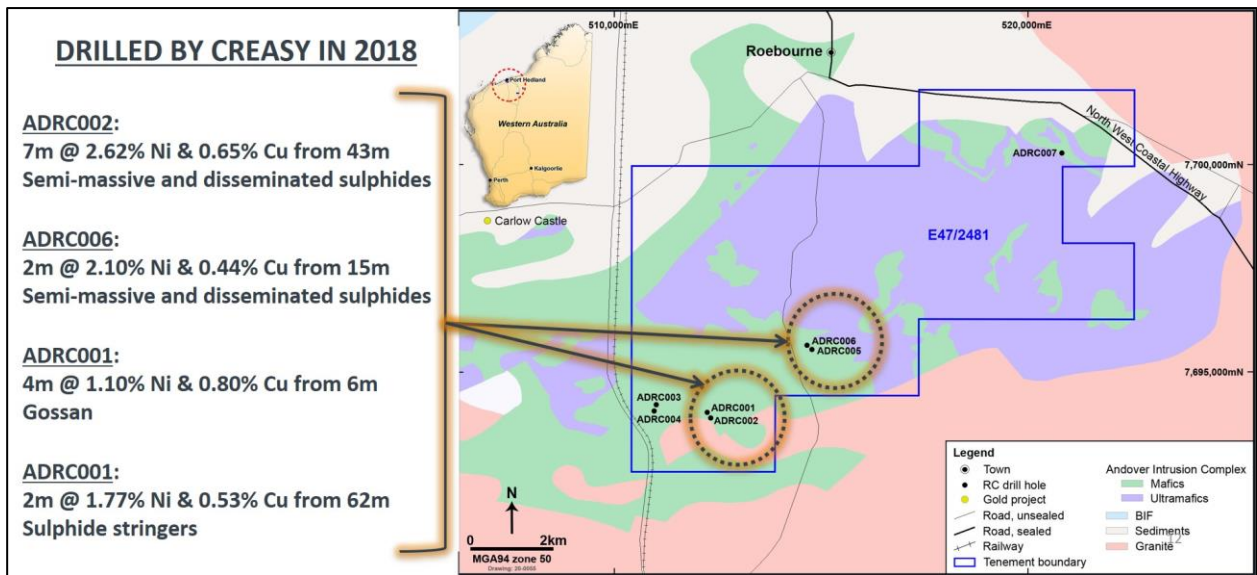 DRILLED BY CREASY IN 2018
ADRC002:
7m @ 2.62% Ni & 0.65% Cu from 43m
Semi-massive and disseminated sulphides
ADRC006:
2m @ 2.10% Ni & 0.44% Cu from 15m
Semi-massive and disseminated sulphides
ADRC001:
4m @ 1.10% Ni & 0.80% Cu from 6m
Gossan
ADRC001:
2m @ 1.77% Ni & 0.53% Cu from 62m
Sulphide stringers
510,000mE
520,000mE
Port Hedland
Western Australia
Kalgoorlie
Perth
Roebourne
North West Coastal Highway
ADRC007
7,700,000mN
Carlow Castle
E47/2481
ADRC006
ADRC005
7,695,000mN
ADRC003
ADRC004
ADRC001
ADRC002
N
0 2km
MGA94 zone 50
Drawing: 20-0055
Legend
Town
RC drill hole
Gold project
Road, unsealed
Road, sealed
Railway
Tenement boundary
Andover Intrusion Complex
Mafics
Ultramafics
BIF
Sediments
Granite
12